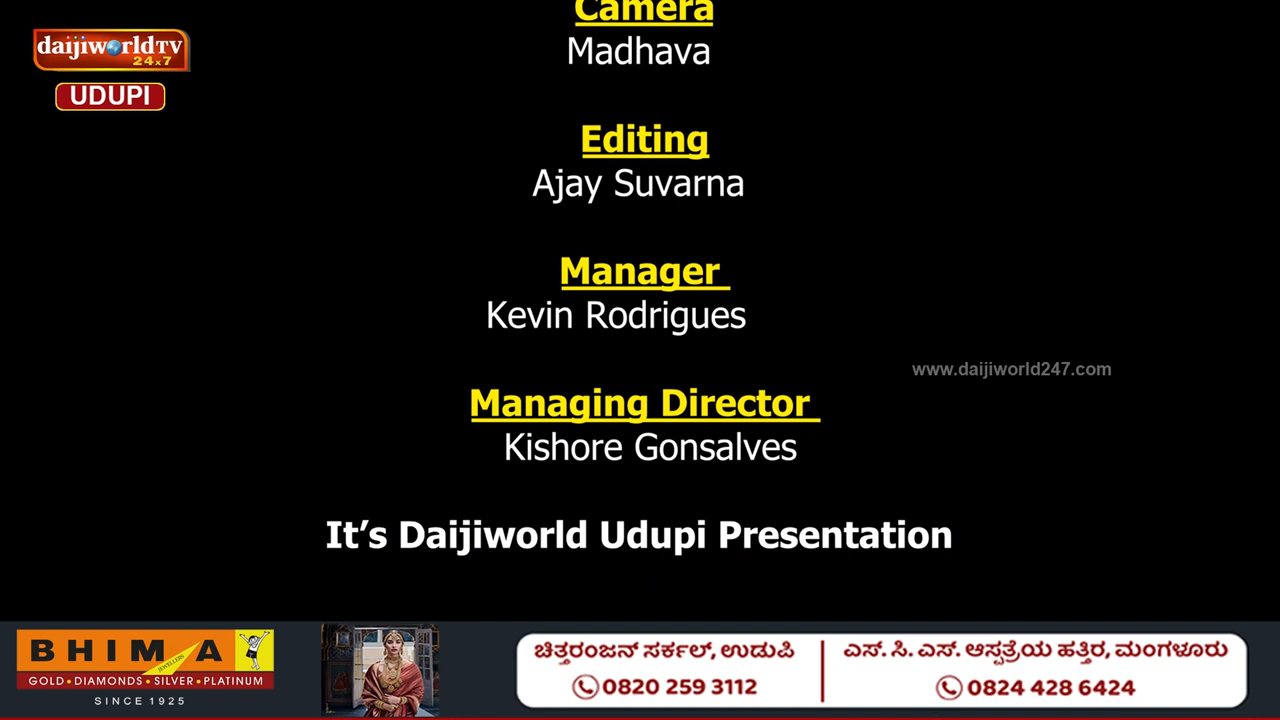 Camera
daijiworldTV
24x7
UDUPI
Madhava
Editing
Ajay Suvarna
Manager
Kevin Rodrigues
www.daijiworld247.com
Managing Director
Kishore Gonsalves
It’s Daijiworld Udupi Presentation
BHIMA
JEWELLERS
GOLD•DIAMONDS•SILVER•PLATINUM
SINCE 1925
ಚಿತ್ತರಂಜನ್ ಸರ್ಕಲ್, ಉಡುಪಿ
0820 259 3112
ಎಸ್. ಸಿ. ಎಸ್. ಆಸ್ಪತ್ರೆಯ ಹತ್ತಿರ, ಮಂಗಳೂರು
0824 428 6424